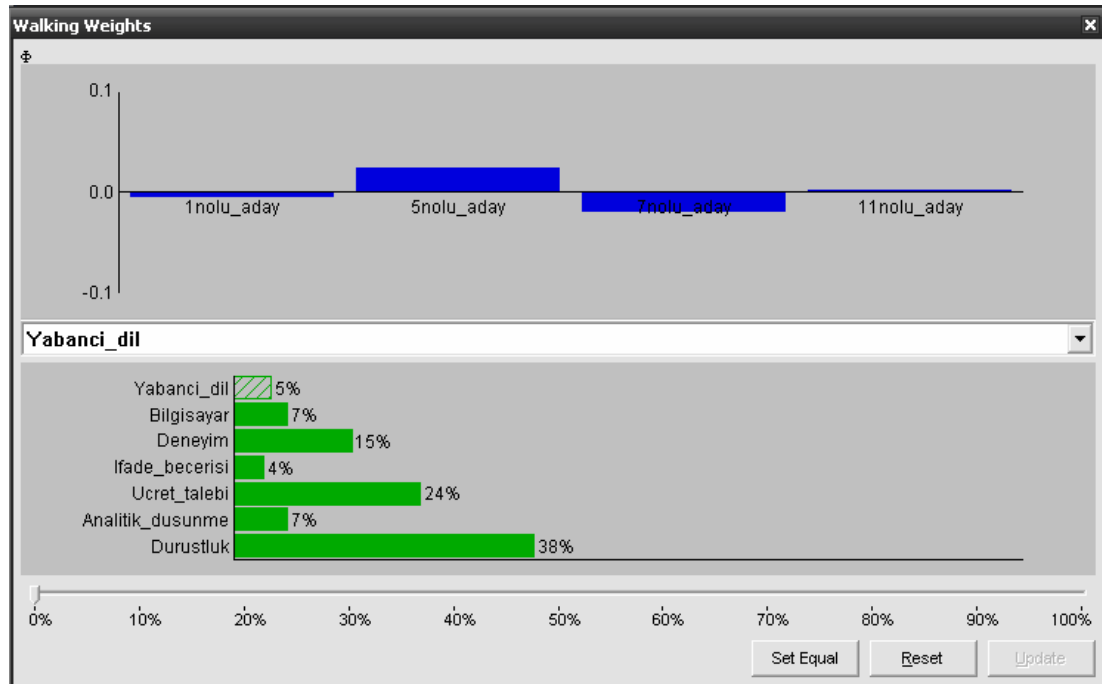 Walking Weights
Φ
0.1
0.0
1nolu_aday 5nolu_aday 7nolu_aday 11nolu_aday
-0.1
Yabanci_dil
Yabanci_dil 5%
Bilgisayar 7%
Deneyim 15%
Ifade_becerisi 4%
Ucret_talebi 24%
Analitik_dusunme 7%
Durustluk 38%
0% 10% 20% 30% 40% 50% 60% 70% 80% 90% 100%
Set Equal Reset Update